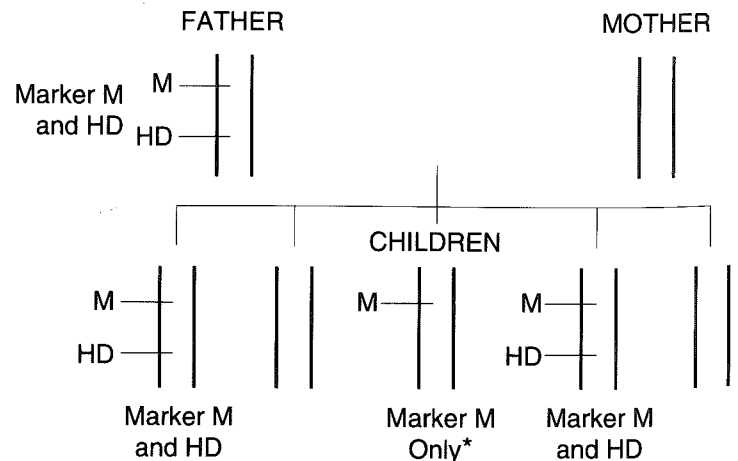 FATHER
MOTHER
M
Marker M
and HD
HD
CHILDREN
M
HD
M
M
HD
Marker M
and HD
Marker M
Only*
Marker M
and HD